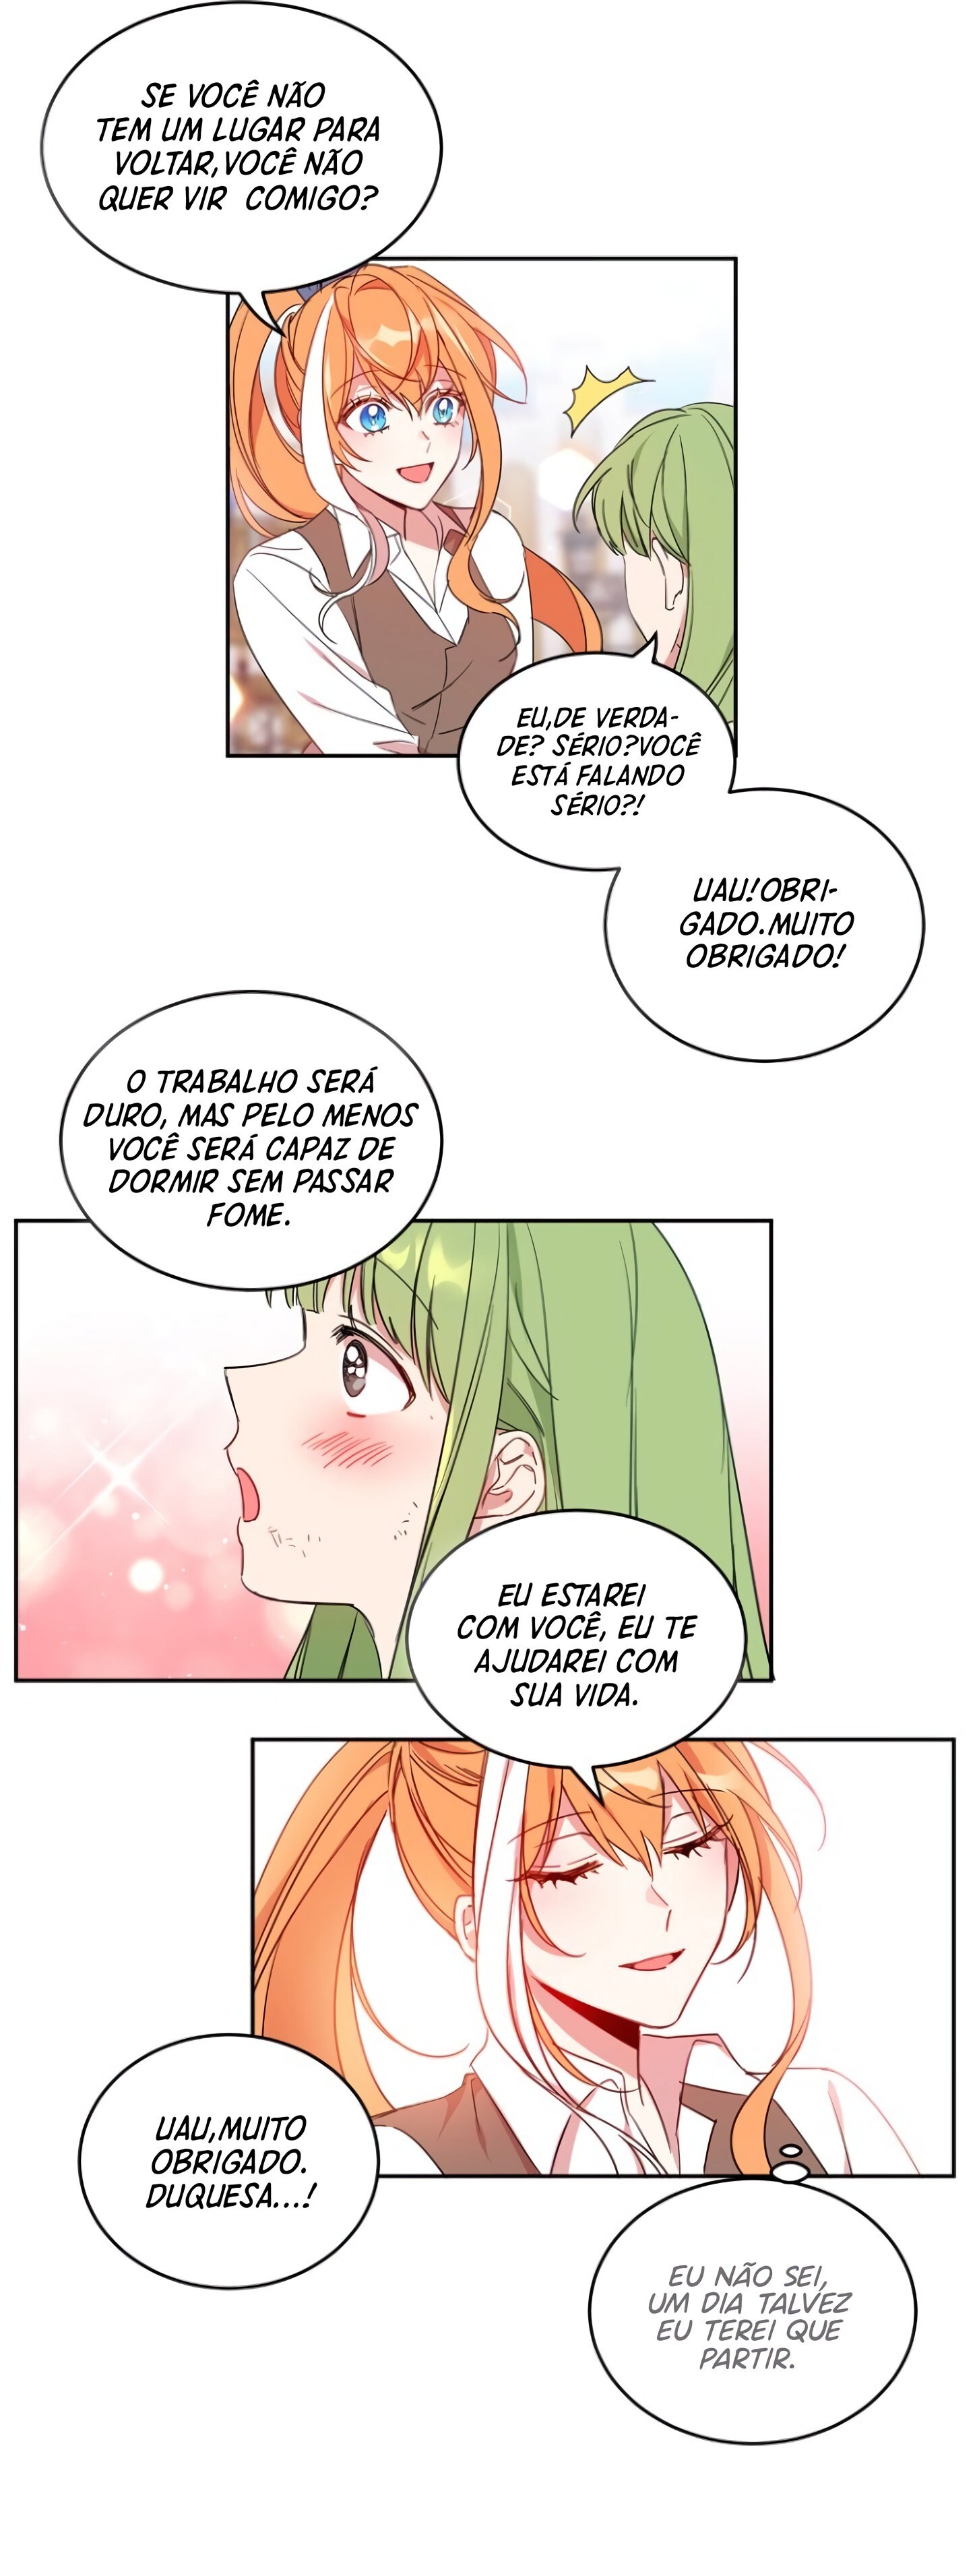 SE VOCÊ NÃO
TEM UM LUGAR PARA
VOLTAR,VOCÊ NÃO
QUER VIR COMIGO?
EU,DE VERDA-
DE? SÉRIO?VOCÊ
ESTÁ FALANDO
SÉRIO?!
UAU!OBRI-
GADO.MUITO
OBRIGADO!
O TRABALHO SERÁ
DURO, MAS PELO MENOS
VOCÊ SERÁ CAPAZ DE
DORMIR SEM PASSAR
FOME.
EU ESTAREI
COM VOCÊ, EU TE
AJUDAREI COM
SUA VIDA.
UAU,MUITO
OBRIGADO.
DUQUESA...!
EU NÃO SEI,
UM DIA TALVEZ
EU TEREI QUE
PARTIR.